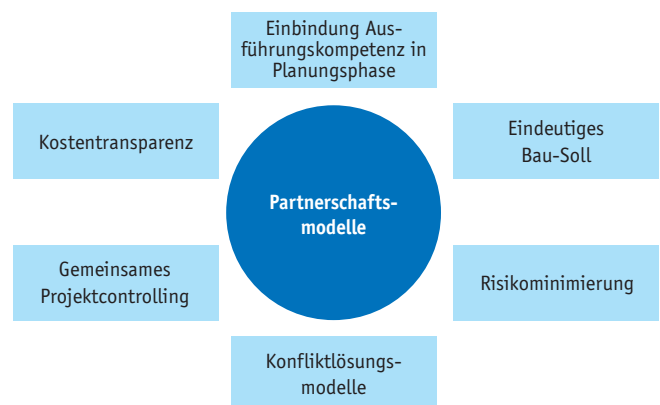 Einbindung Aus-
führungskompetenz in
Planungsphase
Kostentransparenz
Eindeutiges
Bau-Soll
Partnerschafts-
modelle
Gemeinsames
Projektcontrolling
Risikominimierung
Konfliktlösungs-
modelle